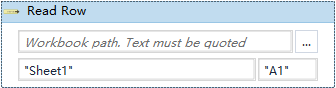 Read Row
Workbook path. Text must be quoted ...
"Sheet1" "A1"